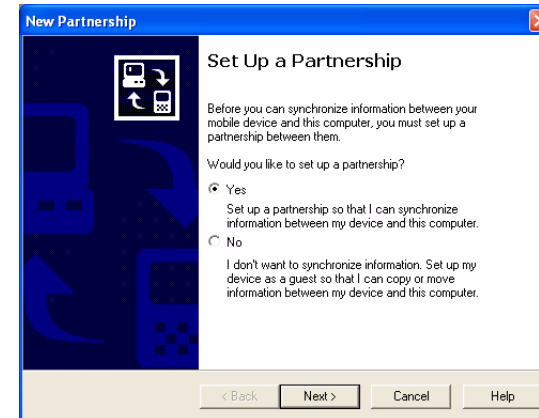 New Partnership
Set Up a Partnership
Before you can synchronize information between your
mobile device and this computer, you must set up a
partnership between them.
Would you like to set up a partnership?
Yes
Set up a partnership so that I can synchronize
information between my device and this computer.
No
I don't want to synchronize information. Set up my
device as a guest so that I can copy or move
information between my device and this computer.
< Back
Next >
Cancel
Help